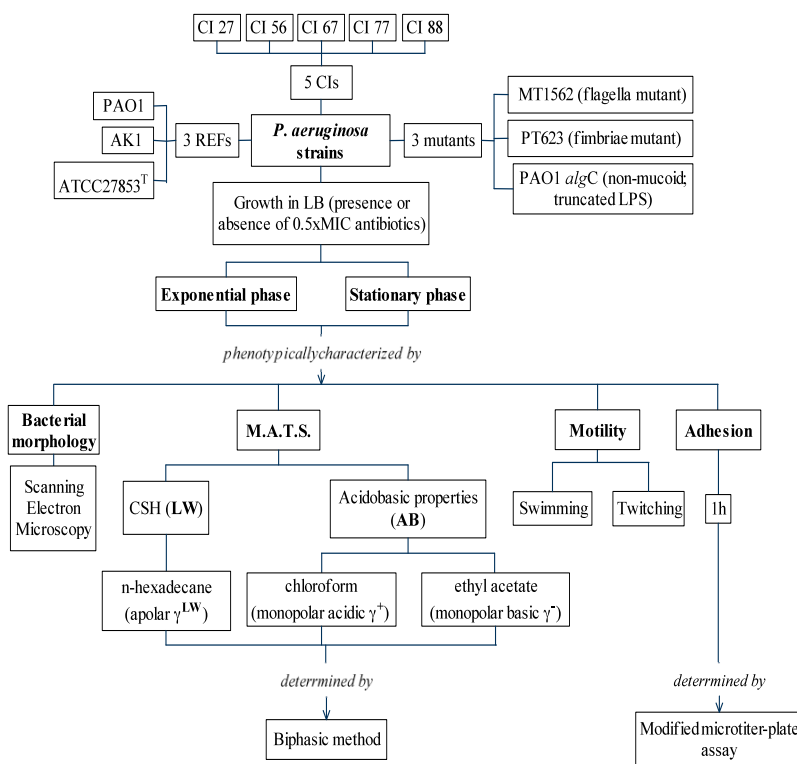 CI 27
CI 56
CI 67
CI 77
CI 88
5 CIs
PAO1
AK1
ATCC27853T
3 REFs
P. aeruginosa
strains
3 mutants
MT1562 (flagella mutant)
PT623 (fimbriae mutant)
PAO1 algC (non-mucoid;
truncated LPS)
Growth in LB (presence or
absence of 0.5xMIC antibiotics)
Exponential phase
Stationary phase
phenotypicallycharacterized by
Bacterial
morphology
M.A.T.S.
Motility
Adhesion
Scanning
Electron
Microscopy
CSH (LW)
Acidobasic properties
(AB)
Swimming
Twitching
1h
n-hexadecane
(apolar γLW)
chloroform
(monopolar acidic γ+)
ethyl acetate
(monopolar basic γ-)
deterrmined by
deterrmined by
Biphasic method
Modified microtiter-plate
assay